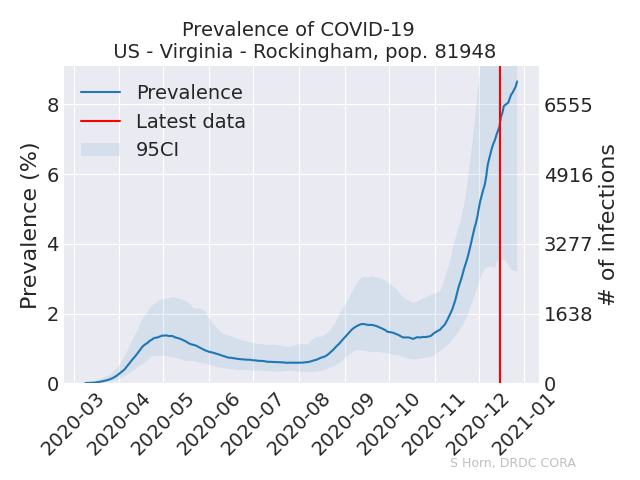 Prevalence of COVID-19
US - Virginia - Rockingham, pop. 81948
Prevalence
Latest data
95CI
Prevalence (%)
8
6
4
2
0
6555
4916
3277
1638
0
# of infections
2020-03
2020-04
2020-05
2020-06
2020-07
2020-08
2020-09
2020-10
2020-11
2020-12
2021-01
S Horn, DRDC CORA